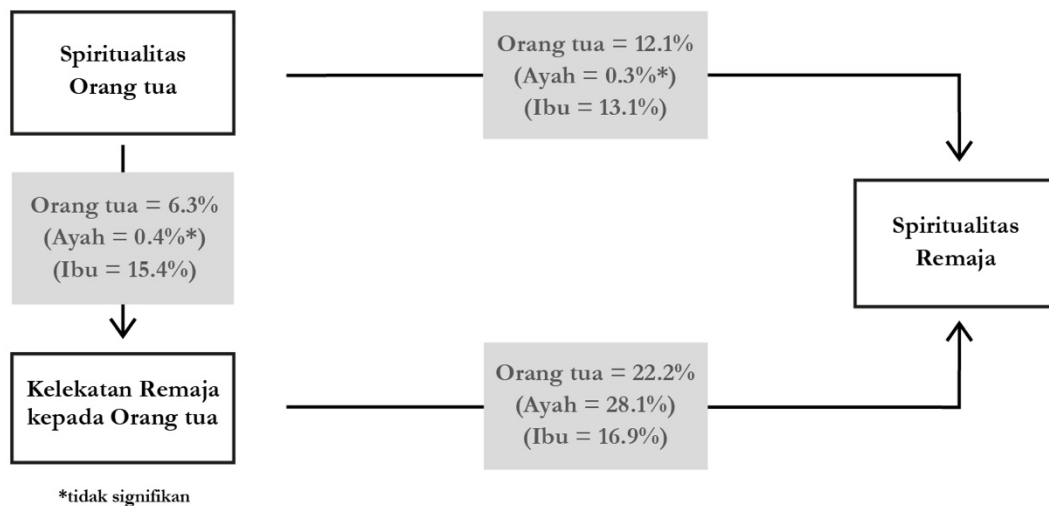 Spiritualitas
Orang tua
Orang tua = 12.1%
(Ayah = 0.3%*)
(Ibu = 13.1%)
Orang tua = 6.3%
(Ayah = 0.4%*)
(Ibu = 15.4%)
Spiritualitas
Remaja
Kelekatan Remaja
kepada Orang tua
Orang tua = 22.2%
(Ayah = 28.1%)
(Ibu = 16.9%)
*tidak signifikan